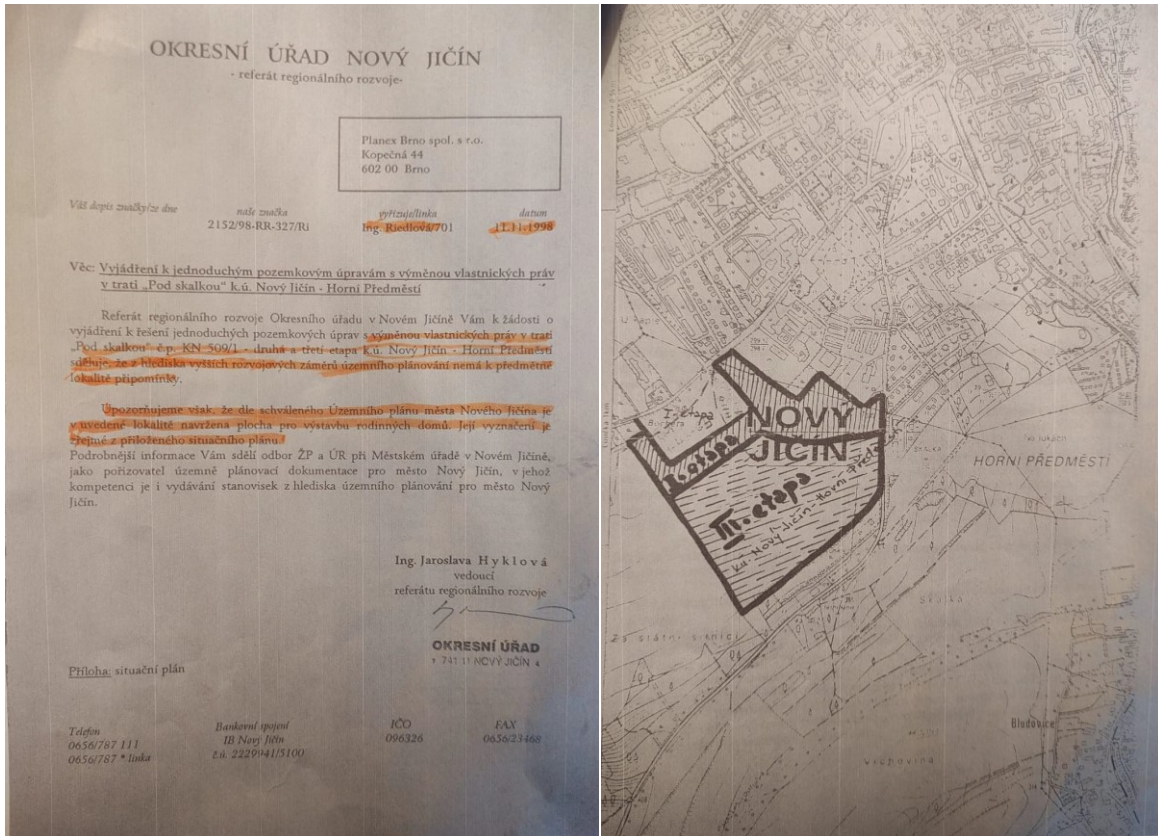 OKRESNÍ ÚŘAD NOVÝ JIČÍN
- referát regionálního rozvoje-
Planex Brno spol. s r.o.
Kopečná 44
602 00 Brno
Váš dopis značky/ze dne
naše značka
vyřizuje/linka
datum
2152/98-RR-327/Ri
Ing. Riedlová/701
11.11.1998
Věc: Vyjádření k jednoduchým pozemkovým úpravám s výměnou vlastnických práv
v trati „Pod skalkou“ k.ú. Nový Jičín - Horní Předměstí
Referát regionálního rozvoje Okresního úřadu v Novém Jičíně Vám k žádosti o
vyjádření k řešení jednoduchých pozemkových úprav s výměnou vlastnických práv v trati
„Pod skalkou“ č.p. KN 509/1 - druhá a třetí etapa k.ú. Nový Jičín - Horní Předměstí
sděluje, že z hlediska vyšších rozvojových záměrů územního plánování nemá k předmětné
lokalitě připomínky.
Upozorňujeme však, že dle schváleného Územního plánu města Nového Jičína je
v uvedené lokalitě navržena plocha pro výstavbu rodinných domů. Její vyznačení je
zřejmé z přiloženého situačního plánu.
Podrobnější informace Vám sdělí odbor ŽP a ÚR při Městském úřadě v Novém Jičíně,
jako pořizovatel územně plánovací dokumentace pro město Nový Jičín, v jehož
kompetenci je i vydávání stanovisek z hlediska územního plánování pro město Nový
Jičín.
Ing. Jaroslava Hyklová
vedoucí
referátu regionálního rozvoje
OKRESNÍ ÚŘAD
741 11 NOVÝ JIČÍN
Příloha: situační plán
Telefon
0656/787 111
0656/787 * linka
Bankovní spojení
IB Nový Jičín
č.ú. 2229941/5100
IČO
096326
FAX
0656/23468
I. etapa
NOVÝ
JIČÍN
etapa
III. etapa
k.ú. Nový Jičín - Horní Předm.
HORNÍ PŘEDMĚSTÍ
Skalka
Bludovice
Vrchovina